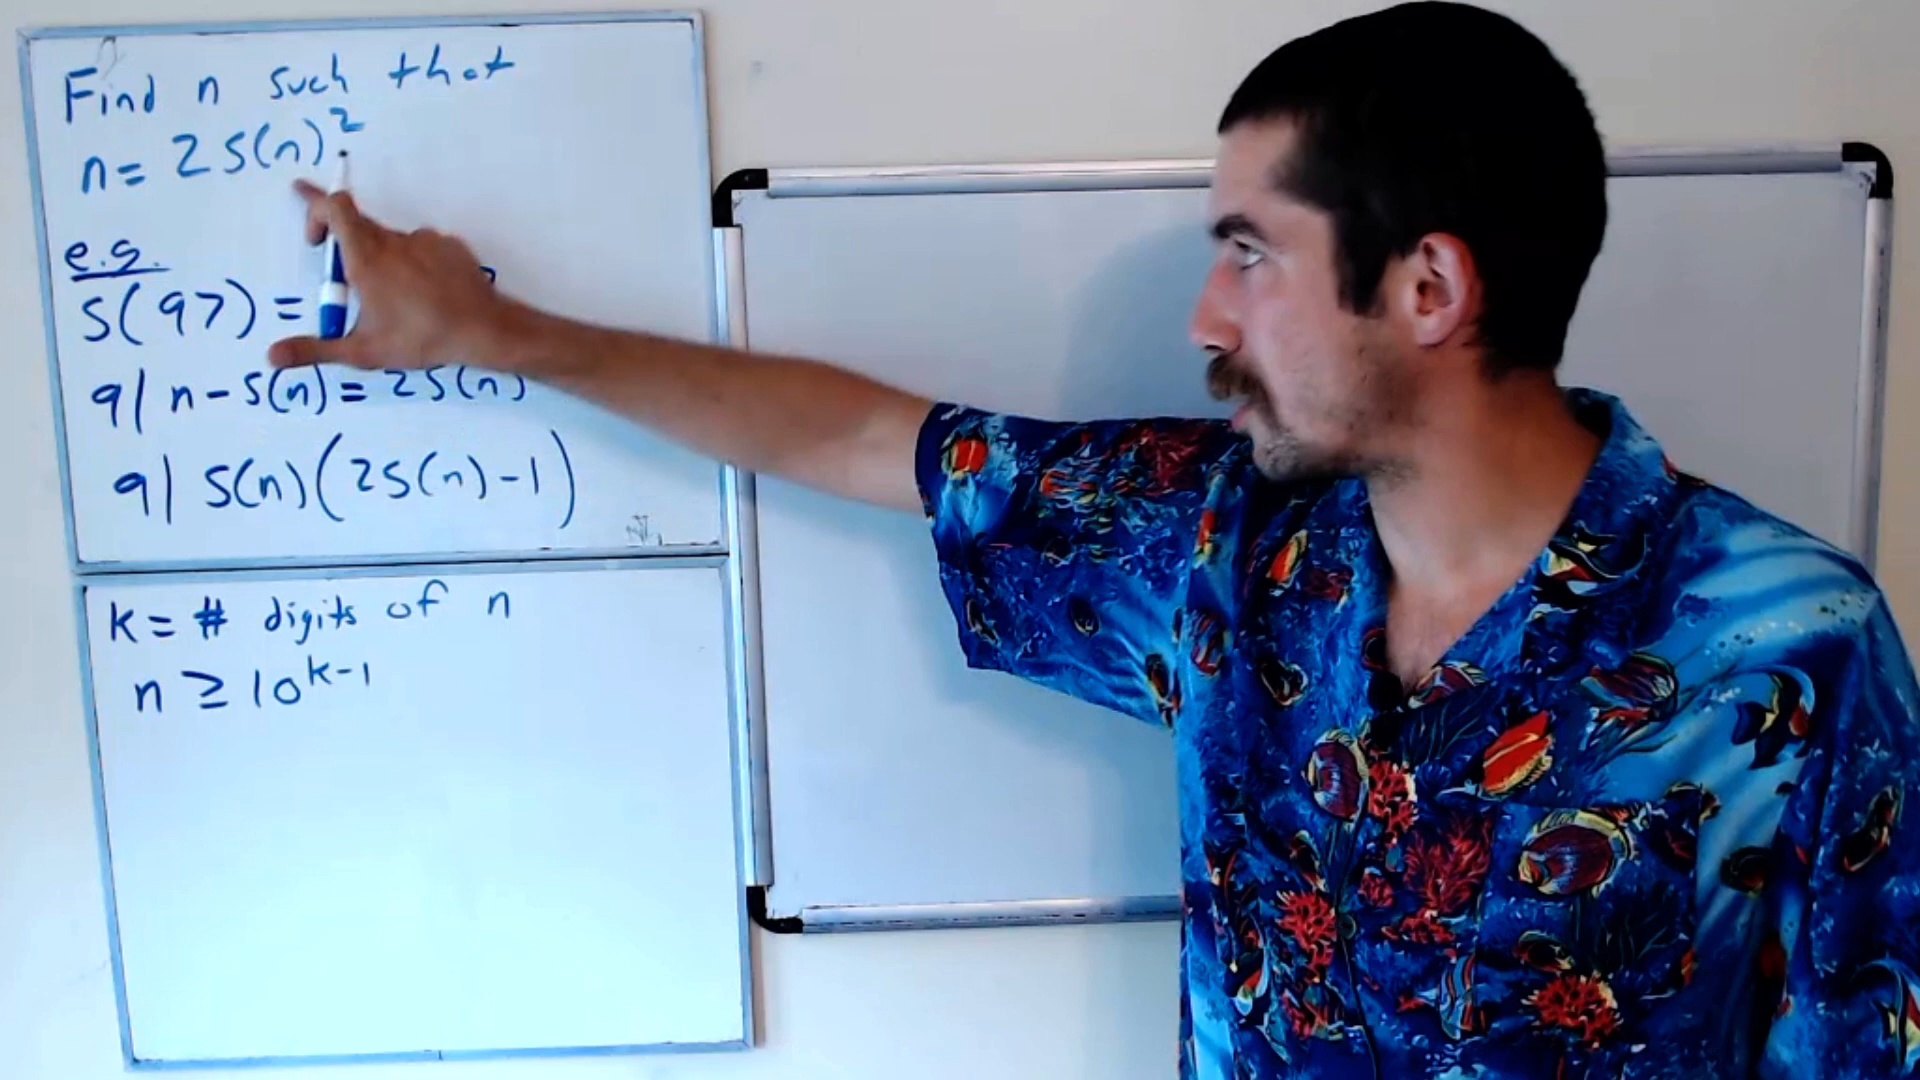 Find n such that
n = 2S(n)²
e.g.
S(97) =
9 | n - S(n) = 2S(n)
9 | S(n)(2S(n) - 1)
k = # digits of n
n ≥ 10^{k-1}